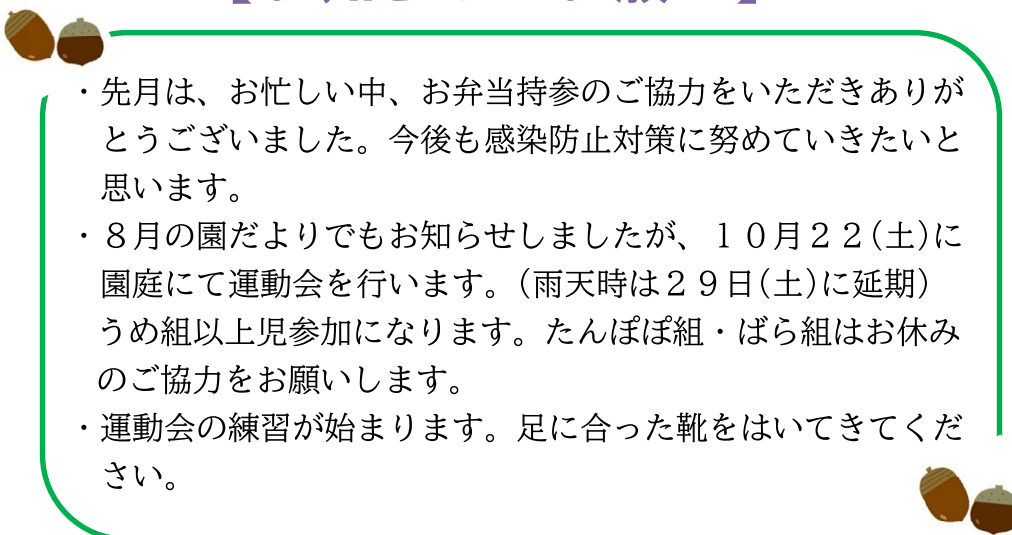 ・先月は、お忙しい中、お弁当持参のご協力をいただきありが
とうございました。今後も感染防止対策に努めていきたいと
思います。
・８月の園だよりでもお知らせしましたが、１０月２２(土)に
園庭にて運動会を行います。(雨天時は２９日(土)に延期）
うめ組以上児参加になります。たんぽぽ組・ばら組はお休み
のご協力をお願いします。
・運動会の練習が始まります。足に合った靴をはいてきてくだ
さい。